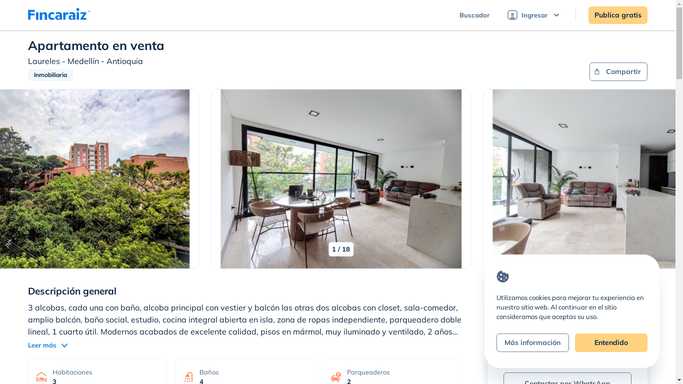 Fincaraiz
Buscador
Ingresar
Publica gratis
Apartamento en venta
Laureles - Medellín - Antioquia
Inmobiliaria
Compartir
1 / 18
Descripción general
3 alcobas, cada una con baño, alcoba principal con vestier y balcón las otras dos alcobas con closet, sala-comedor,
amplio balcón, baño social, estudio, cocina integral abierta en isla, zona de ropas independiente, parqueadero doble
lineal, 1 cuarto útil. Modernos acabados de excelente calidad, pisos en mármol, muy iluminado y ventilado, 2 años...
Leer más
Habitaciones
3
Baños
4
Parqueaderos
2
Utilizamos cookies para mejorar tu experiencia en
nuestro sitio web. Al continuar en el sitio
consideramos que aceptas su uso.
Más información
Entendido
Contactar por WhatsApp